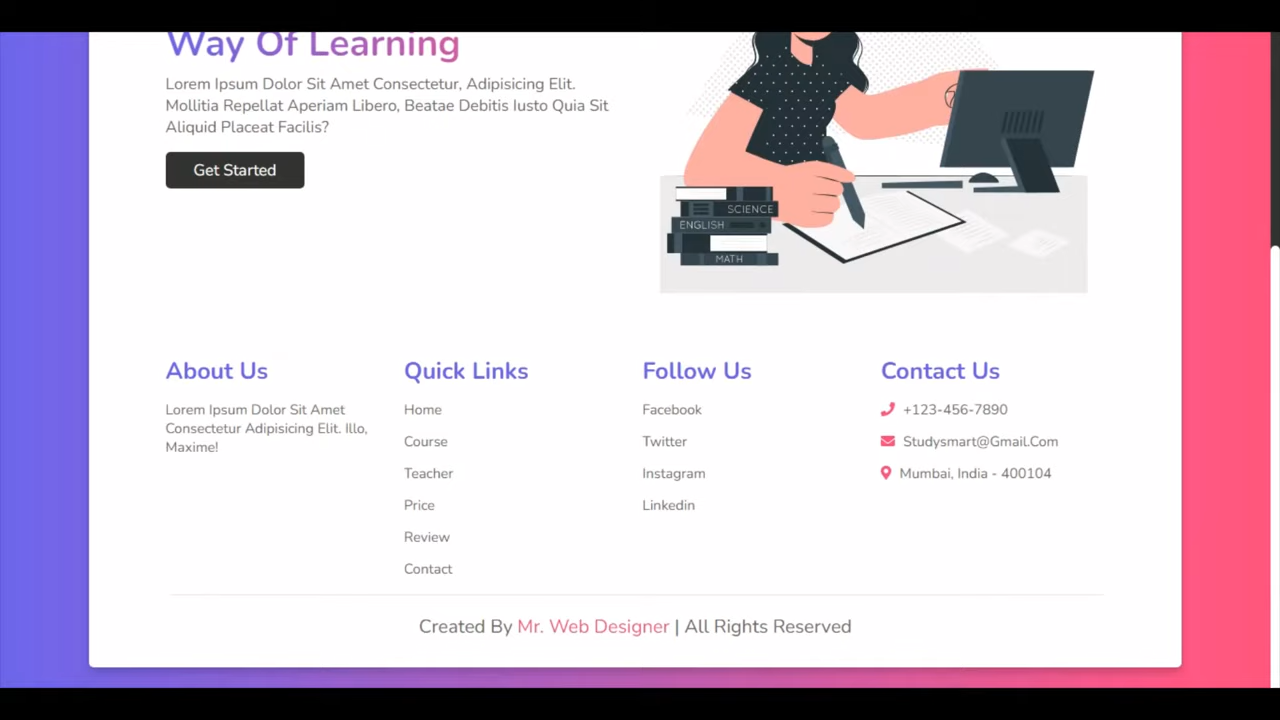 Way Of Learning
Lorem Ipsum Dolor Sit Amet Consectetur, Adipisicing Elit.
Mollitia Repellat Aperiam Libero, Beatae Debitis Iusto Quia Sit
Aliquid Placeat Facilis?
Get Started
SCIENCE
ENGLISH
MATH
About Us
Lorem Ipsum Dolor Sit Amet
Consectetur Adipisicing Elit. Illo,
Maxime!
Quick Links
Home
Course
Teacher
Price
Review
Contact
Follow Us
Facebook
Twitter
Instagram
Linkedin
Contact Us
+123-456-7890
Studysmart@Gmail.Com
Mumbai, India - 400104
Created By Mr. Web Designer | All Rights Reserved